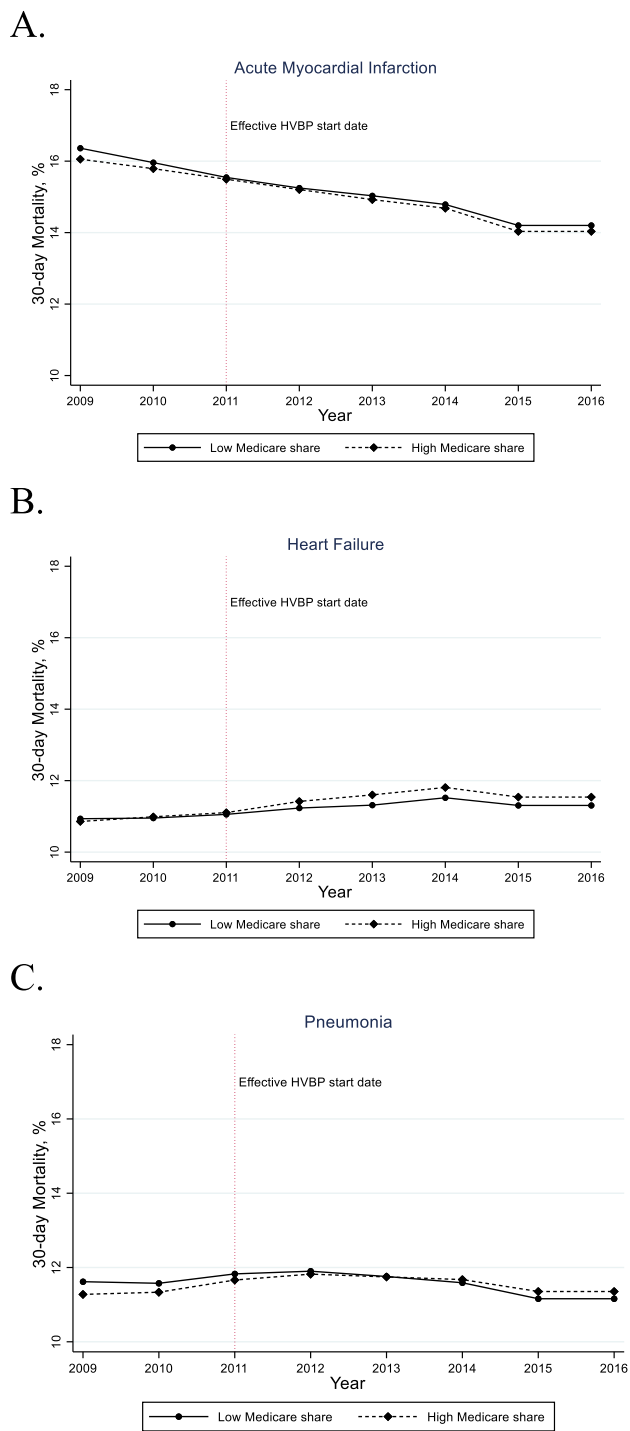 A.
Acute Myocardial Infarction
Effective HVBP start date
30-day Mortality, %
18
16
14
12
10
2009 2010 2011 2012 2013 2014 2015 2016
Year
Low Medicare share High Medicare share
B.
Heart Failure
Effective HVBP start date
30-day Mortality, %
18
16
14
12
10
2009 2010 2011 2012 2013 2014 2015 2016
Year
Low Medicare share High Medicare share
C.
Pneumonia
Effective HVBP start date
30-day Mortality, %
18
16
14
12
10
2009 2010 2011 2012 2013 2014 2015 2016
Year
Low Medicare share High Medicare share